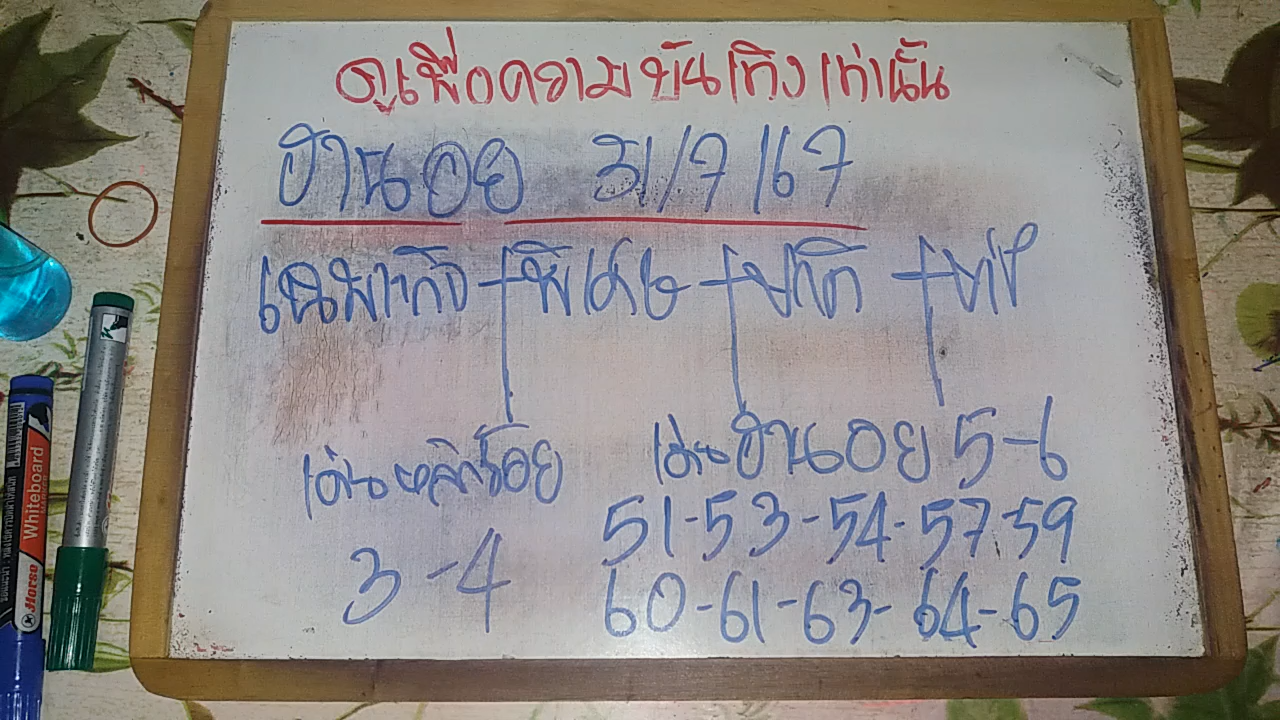 ดูเพื่อความบันเทิงเท่านั้น
ฮานอย 31/7/67
เฉพาะกิจ พิเศษ ปกติ
เด่นหลักร้อย
3-4
เด่นฮานอย 5-6
51-53-54-57-59
60-61-63-64-65
Whiteboard
Horse